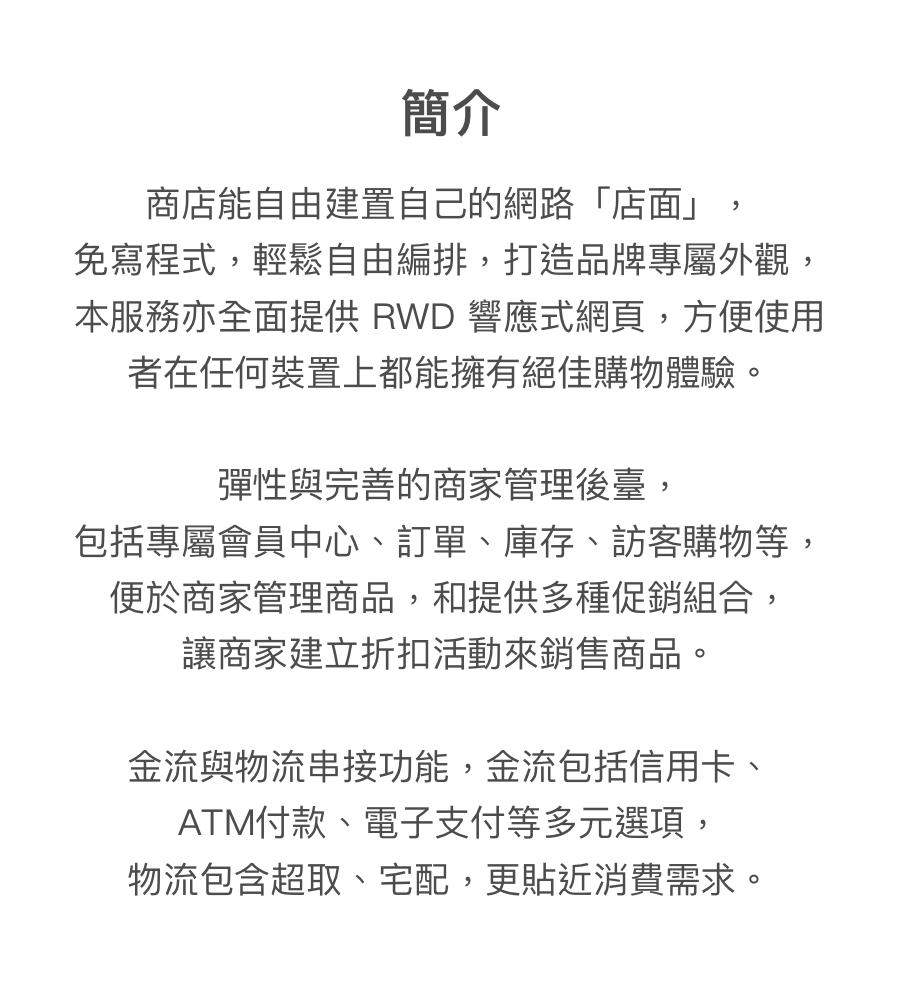 簡介
商店能自由建置自己的網路「店面」，
免寫程式，輕鬆自由編排，打造品牌專屬外觀，
本服務亦全面提供 RWD 響應式網頁，方便使用
者在任何裝置上都能擁有絕佳購物體驗。
彈性與完善的商家管理後臺，
包括專屬會員中心、訂單、庫存、訪客購物等，
便於商家管理商品，和提供多種促銷組合，
讓商家建立折扣活動來銷售商品。
金流與物流串接功能，金流包括信用卡、
ATM付款、電子支付等多元選項，
物流包含超取、宅配，更貼近消費需求。